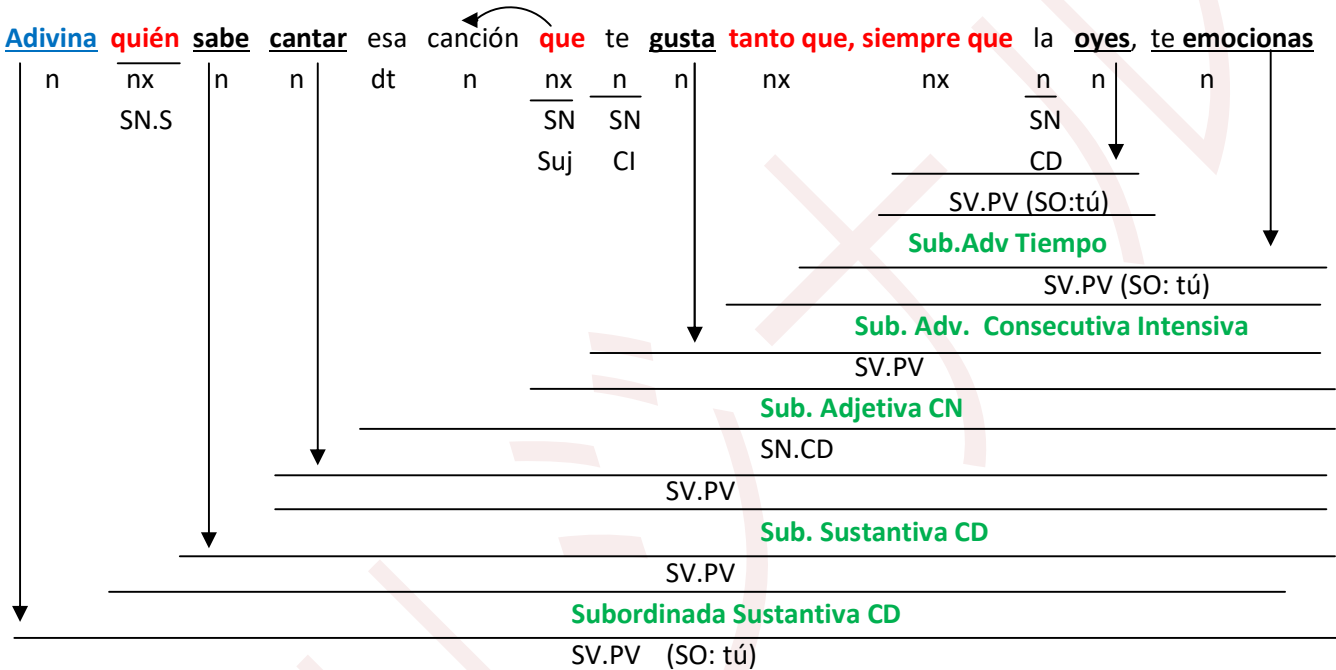 Adivina quién sabe cantar esa canción que te gusta tanto que, siempre que la oyes, te emocionas
n nx n n dt n nx n n nx nx n n n
SN.S SN SN SN
Suj CI CD
SV.PV (SO:tú)
Sub.Adv Tiempo
SV.PV (SO: tú)
Sub. Adv. Consecutiva Intensiva
SV.PV
Sub. Adjetiva CN
SN.CD
SV.PV
Sub. Sustantiva CD
SV.PV
Subordinada Sustantiva CD
SV.PV (SO: tú)